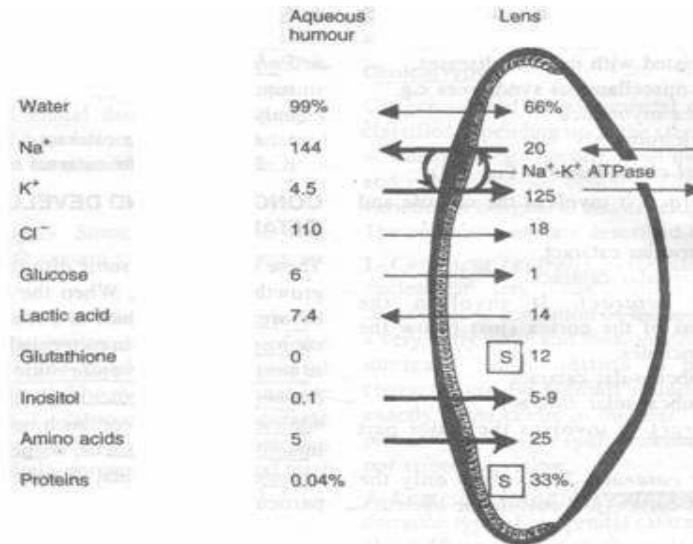 Aqueous humour Lens
Water 99% 66%
Na⁺ 144 20
Na⁺-K⁺ ATPase
K⁺ 4.5 125
Cl⁻ 110 18
Glucose 6 1
Lactic acid 7.4 14
Glutathione 0 S 12
Inositol 0.1 5-9
Amino acids 5 25
Proteins 0.04% S 33%.